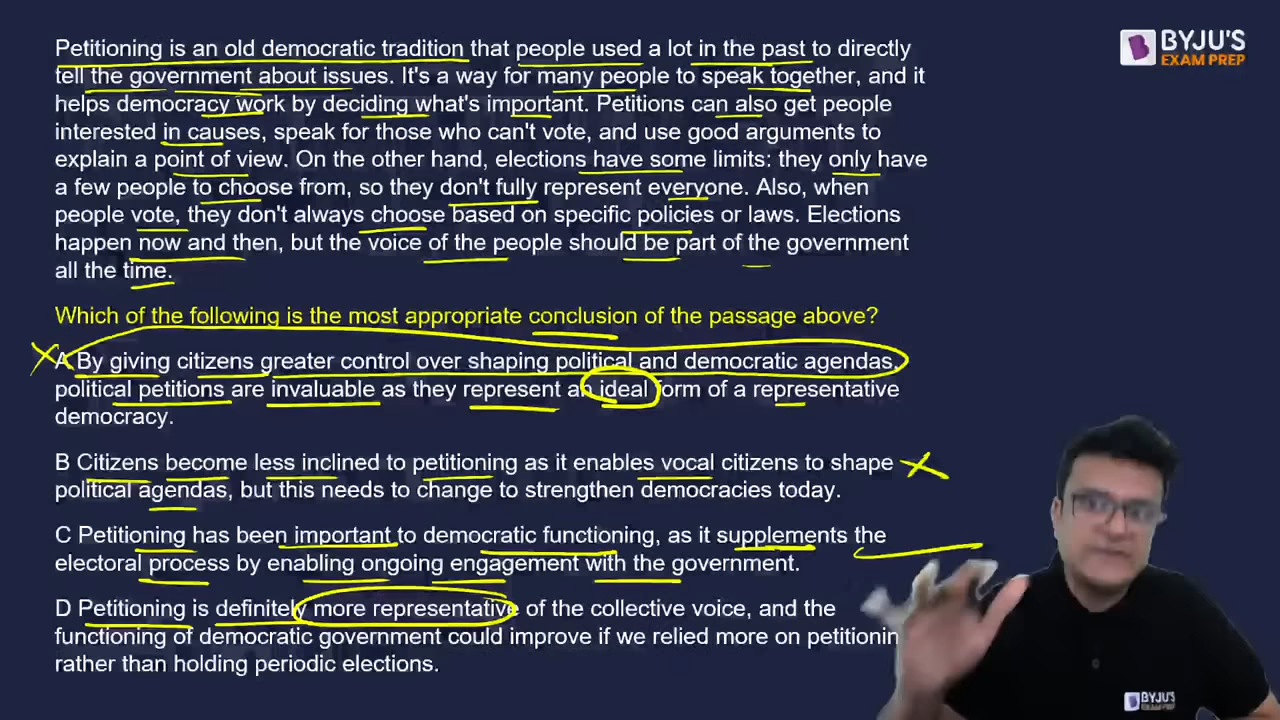 Petitioning is an old democratic tradition that people used a lot in the past to directly
tell the government about issues. It's a way for many people to speak together, and it
helps democracy work by deciding what's important. Petitions can also get people
interested in causes, speak for those who can't vote, and use good arguments to
explain a point of view. On the other hand, elections have some limits: they only have
a few people to choose from, so they don't fully represent everyone. Also, when
people vote, they don't always choose based on specific policies or laws. Elections
happen now and then, but the voice of the people should be part of the government
all the time.
Which of the following is the most appropriate conclusion of the passage above?
A By giving citizens greater control over shaping political and democratic agendas,
political petitions are invaluable as they represent an ideal form of a representative
democracy.
B Citizens become less inclined to petitioning as it enables vocal citizens to shape
political agendas, but this needs to change to strengthen democracies today.
C Petitioning has been important to democratic functioning, as it supplements the
electoral process by enabling ongoing engagement with the government.
D Petitioning is definitely more representative of the collective voice, and the
functioning of democratic government could improve if we relied more on petitionin
rather than holding periodic elections.
BYJU'S
EXAM PREP
BYJU'S
EXAM PREP